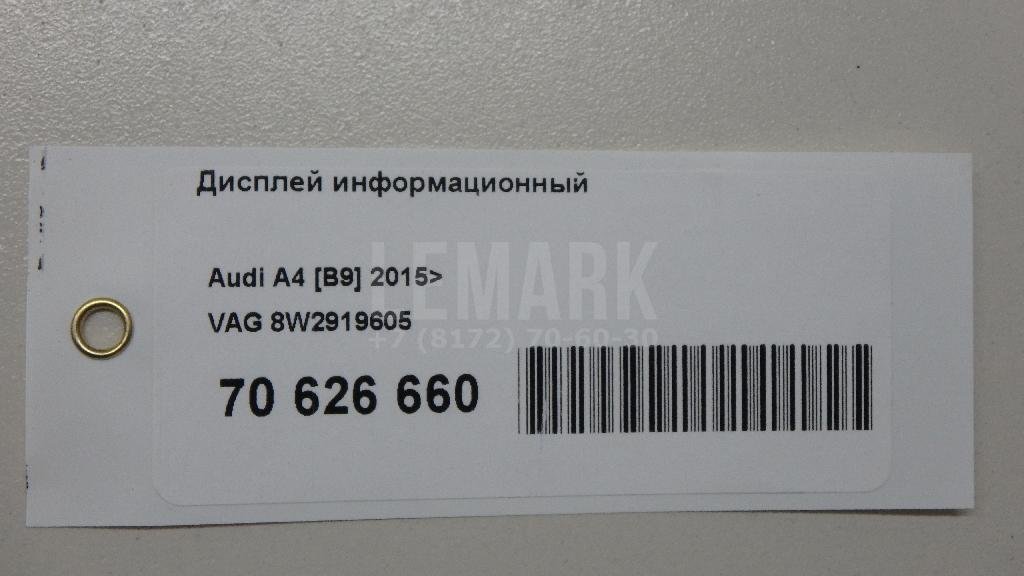 Дисплей информационный
LEMARK
Audi A4 [B9] 2015>
VAG 8W2919605
+7 (8172) 70-60-30
70 626 660